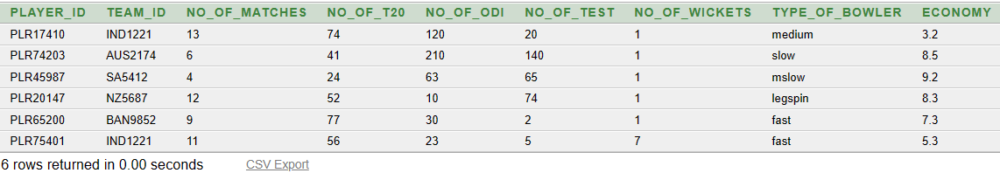 PLAYER_ID TEAM_ID NO_OF_MATCHES NO_OF_T20 NO_OF_ODI NO_OF_TEST NO_OF_WICKETS TYPE_OF_BOWLER ECONOMY
PLR17410 IND1221 13 74 120 20 1 medium 3.2
PLR74203 AUS2174 6 41 210 140 1 slow 8.5
PLR45987 SA5412 4 24 63 65 1 mslow 9.2
PLR20147 NZ5687 12 52 10 74 1 legspin 8.3
PLR65200 BAN9852 9 77 30 2 1 fast 7.3
PLR75401 IND1221 11 56 23 5 7 fast 5.3
6 rows returned in 0.00 seconds CSV Export